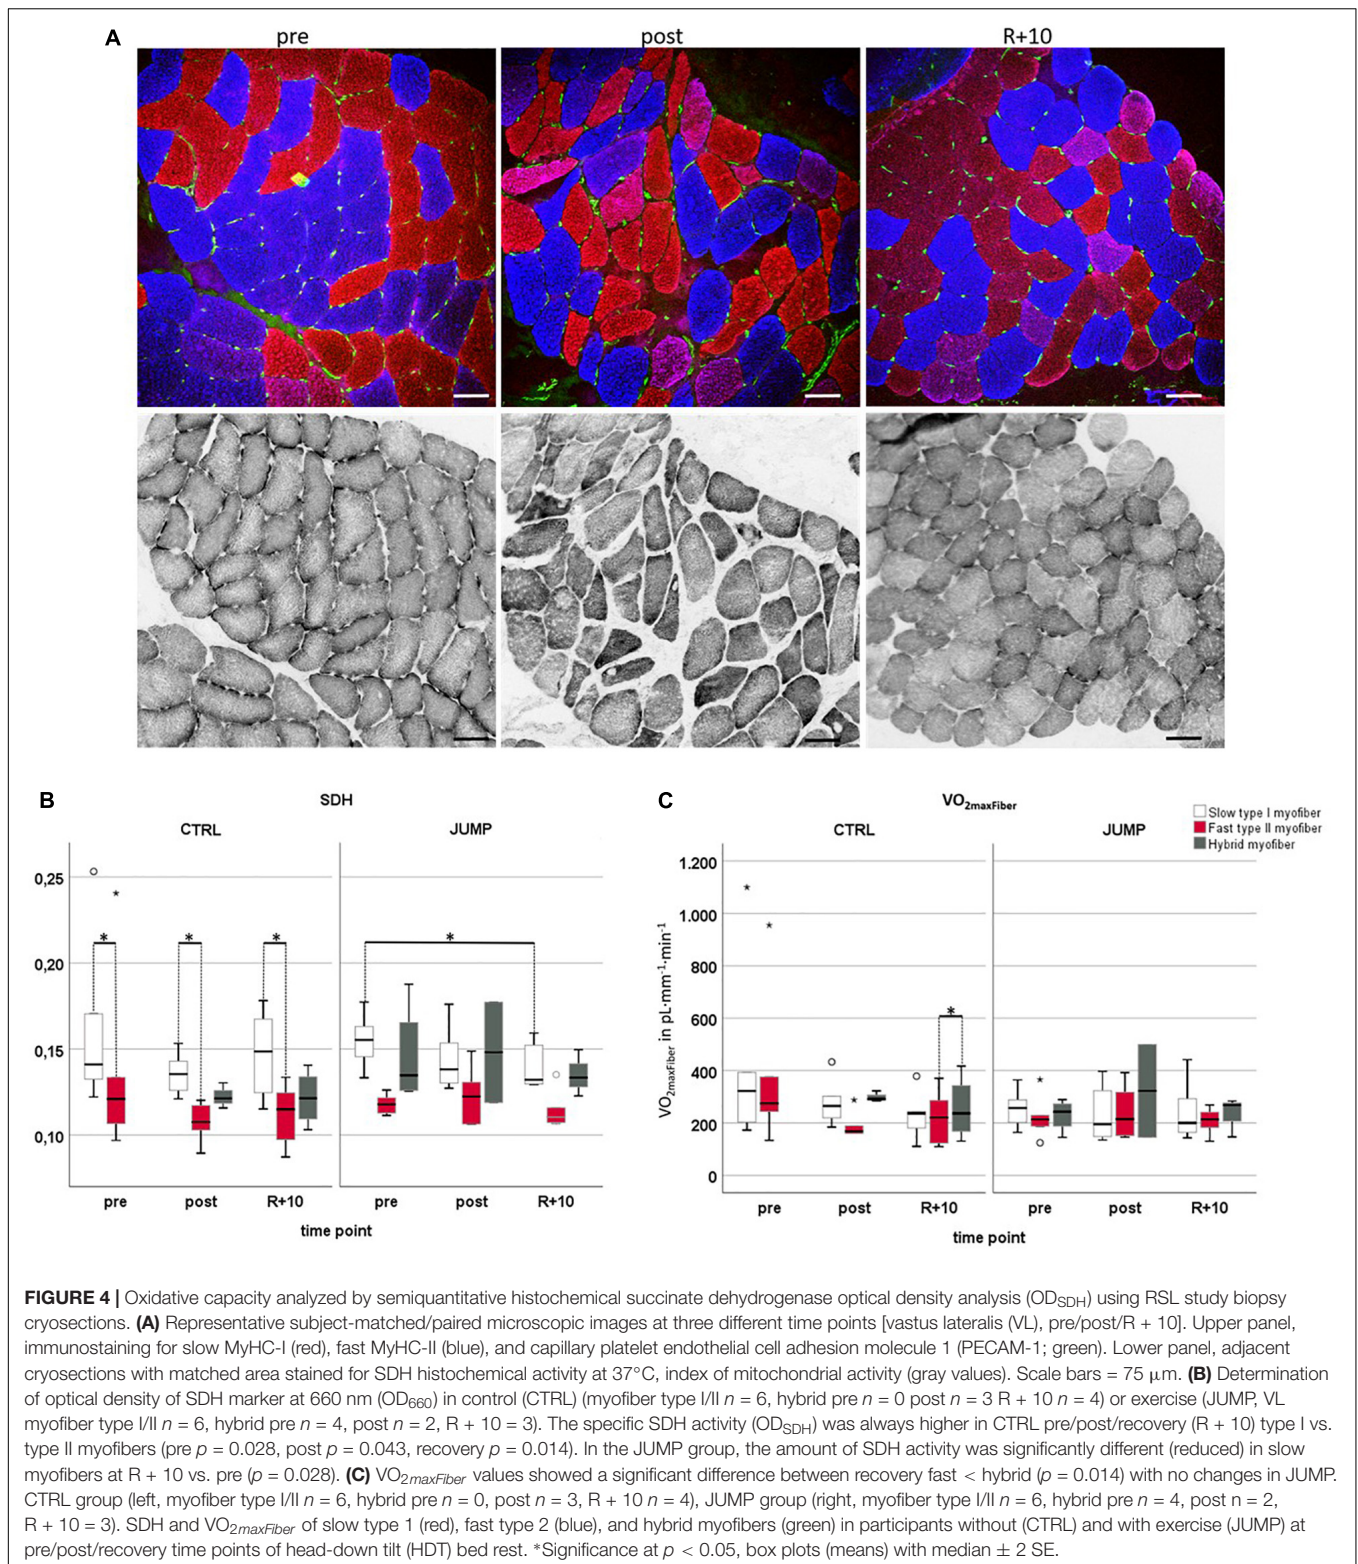 A
pre
post
R+10
B
SDH
CTRL
JUMP
0,25
0,20
0,15
0,10
*
*
*
*
*
pre
post
R+10
pre
post
R+10
time point
C
VO2maxFiber
Slow type I myofiber
Fast type II myofiber
Hybrid myofiber
CTRL
JUMP
VO2maxFiber in pL·mm-1·min-1
1.200
1.000
800
600
400
200
0
*
*
*
*
*
pre
post
R+10
pre
post
R+10
time point
FIGURE 4 | Oxidative capacity analyzed by semiquantitative histochemical succinate dehydrogenase optical density analysis (ODSDH) using RSL study biopsy
cryosections. (A) Representative subject-matched/paired microscopic images at three different time points [vastus lateralis (VL), pre/post/R + 10]. Upper panel,
immunostaining for slow MyHC-I (red), fast MyHC-II (blue), and capillary platelet endothelial cell adhesion molecule 1 (PECAM-1; green). Lower panel, adjacent
cryosections with matched area stained for SDH histochemical activity at 37°C, index of mitochondrial activity (gray values). Scale bars = 75 μm. (B) Determination
of optical density of SDH marker at 660 nm (OD660) in control (CTRL) (myofiber type I/II n = 6, hybrid pre n = 0 post n = 3 R + 10 n = 4) or exercise (JUMP, VL
myofiber type I/II n = 6, hybrid pre n = 4, post n = 2, R + 10 = 3). The specific SDH activity (ODSDH) was always higher in CTRL pre/post/recovery (R + 10) type I vs.
type II myofibers (pre p = 0.028, post p = 0.043, recovery p = 0.014). In the JUMP group, the amount of SDH activity was significantly different (reduced) in slow
myofibers at R + 10 vs. pre (p = 0.028). (C) VO2maxFiber values showed a significant difference between recovery fast < hybrid (p = 0.014) with no changes in JUMP.
CTRL group (left, myofiber type I/II n = 6, hybrid pre n = 0, post n = 3, R + 10 n = 4), JUMP group (right, myofiber type I/II n = 6, hybrid pre n = 4, post n = 2,
R + 10 = 3). SDH and VO2maxFiber of slow type 1 (red), fast type 2 (blue), and hybrid myofibers (green) in participants without (CTRL) and with exercise (JUMP) at
pre/post/recovery time points of head-down tilt (HDT) bed rest. *Significance at p < 0.05, box plots (means) with median ± 2 SE.